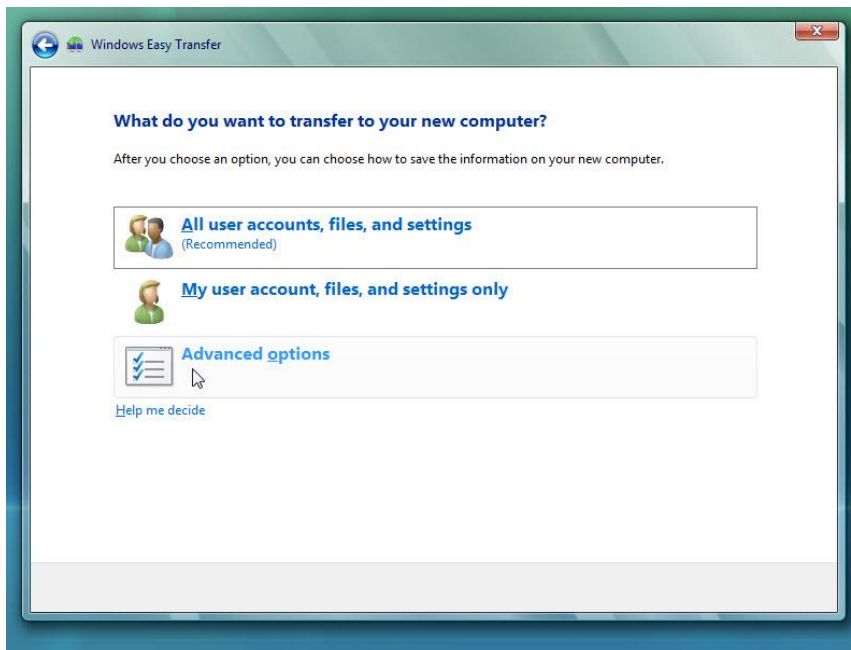 Windows Easy Transfer
What do you want to transfer to your new computer?
After you choose an option, you can choose how to save the information on your new computer.
All user accounts, files, and settings
(Recommended)
My user account, files, and settings only
Advanced options
Help me decide